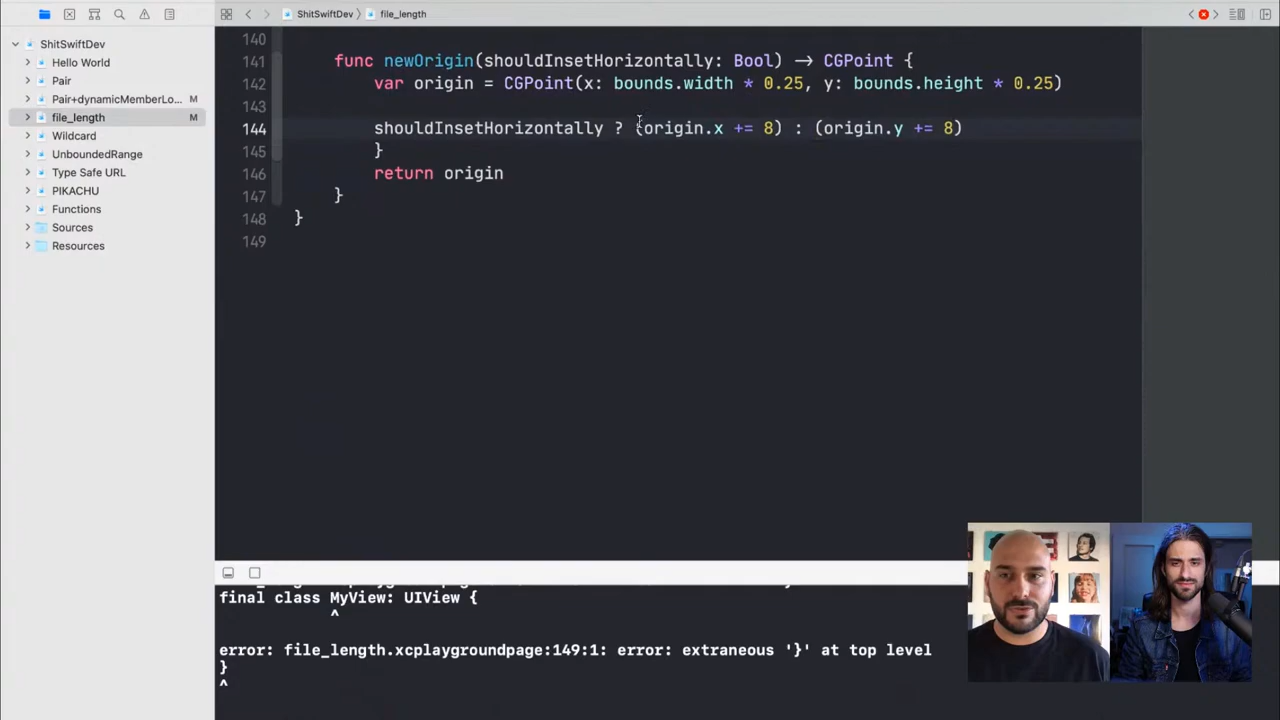 ShitSwiftDev
file_length
ShitSwiftDev
Hello World
Pair
Pair+dynamicMemberLo... M
file_length M
Wildcard
UnboundedRange
Type Safe URL
PIKACHU
Functions
Sources
Resources
140
141 func newOrigin(shouldInsetHorizontally: Bool) -> CGPoint {
142 var origin = CGPoint(x: bounds.width * 0.25, y: bounds.height * 0.25)
143
144 shouldInsetHorizontally ? (origin.x += 8) : (origin.y += 8)
145 }
146 return origin
147 }
148 }
149
final class MyView: UIView {
^
error: file_length.xcplaygroundpage:149:1: error: extraneous '}' at top level
}
^